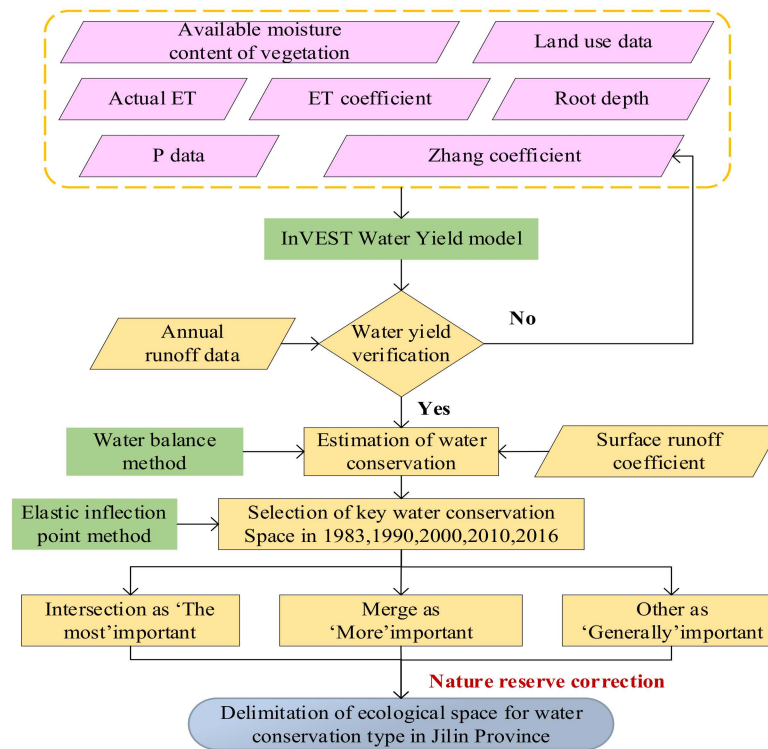 Available moisture
content of vegetation
Land use data
Actual ET
ET coefficient
Root depth
P data
Zhang coefficient
InVEST Water Yield model
Annual
runoff data
Water yield
verification
No
Yes
Water balance
method
Estimation of water
conservation
Surface runoff
coefficient
Elastic inflection
point method
Selection of key water conservation
Space in 1983,1990,2000,2010,2016
Intersection as ‘The
most’important
Merge as
‘More’important
Other as
‘Generally’important
Nature reserve correction
Delimitation of ecological space for water
conservation type in Jilin Province